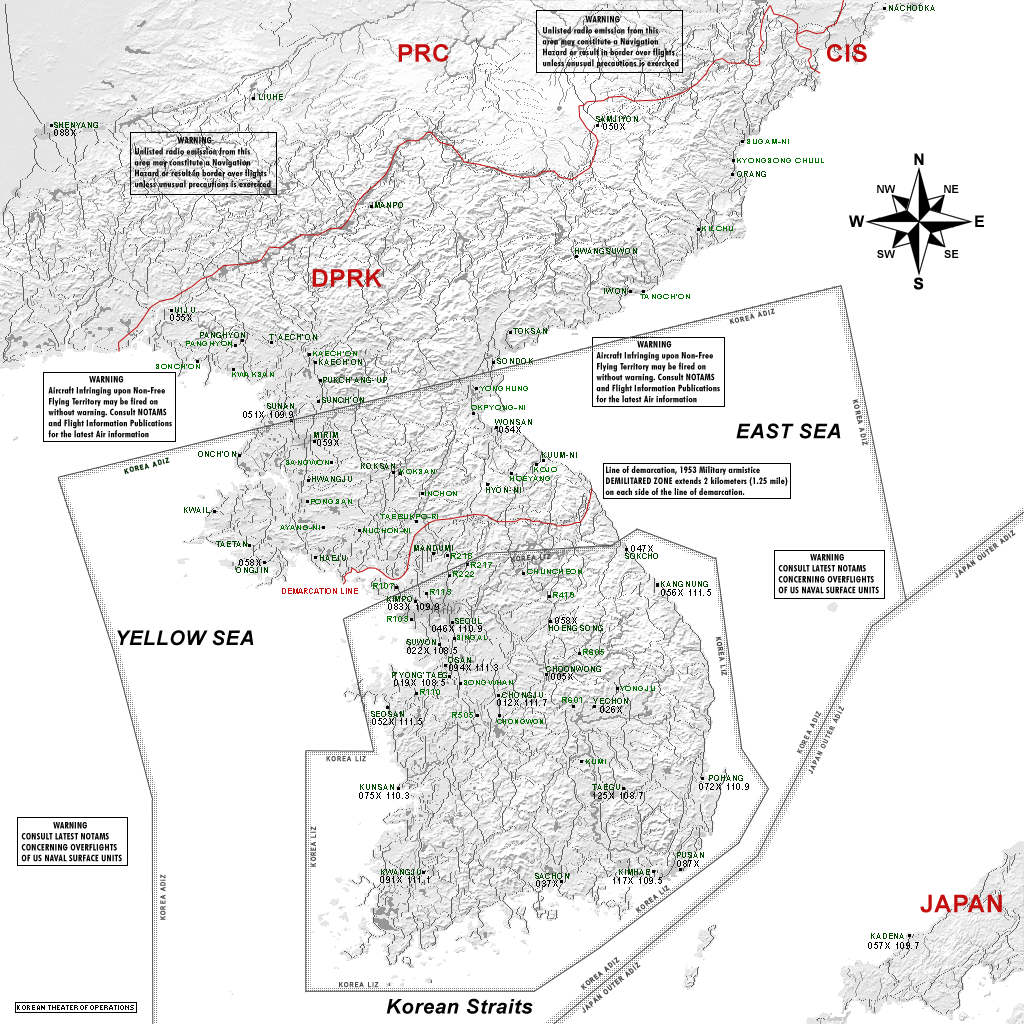 NACHODKA
WARNING
Unlisted radio emission from this
area may constitute a Navigation
Hazard or result in border over flights
unless unusual precautions is exerciced
PRC
CIS
LIUHE
SHENYANG
088X
SAMJIYON
050X
WARNING
Unlisted radio emission from this
area may constitute a Navigation
Hazard or result in border over flights
unless unusual precautions is exerciced
SUGAM-NI
KYONGSONG CHUUL
ORANG
N
NW
NE
W
E
SW
SE
S
MANPO
KILCHU
HWANGSUWON
DPRK
IWON
TANGCH'ON
UIJU
055X
KOREA ADIZ
PANGHYON
PANGHYON
T'AECH'ON
TOKSAN
KAECH'ON
KAECH'ON
SONCH'ON
KWAKSAN
SONDOK
WARNING
Aircraft Infringing upon Non-Free
Flying Territory may be fired on
without warning. Consult NOTAMS
and Flight Information Publications
for the latest Air information
WARNING
Aircraft Infringing upon Non-Free
Flying Territory may be fired on
without warning. Consult NOTAMS
and Flight Information Publications
for the latest Air information
PUKCH'ANG-UP
YONGHUNG
SUNCH'ON
SUNAN
051X 109.9
OKPYONG-NI
WONSAN
054X
KOREA ADIZ
EAST SEA
MIRIM
059X
ONCH'ON
KOREA ADIZ
SANGWON
KOKSAN
KOKSAN
KUUM-NI
KOJO
HOEYANG
HWANGJU
HYON-NI
Line of demarcation, 1953 Military armistice
DEMILITARED ZONE extends 2 kilometers (1.25 mile)
on each side of the line of demarcation.
INCHON
PONGSAN
KWAIL
TAEBUKPO-RI
AYANG-NI
NUCHON-NI
TAETAN
MANDUMI
R216
KOREA LIZ
047X
SOKCHO
JAPAN OUTER ADIZ
HAEJU
058X
ONGJIN
R217
R222
CHUNCHEON
WARNING
CONSULT LATEST NOTAMS
CONCERNING OVERFLIGHTS
OF US NAVAL SURFACE UNITS
DEMARCATION LINE
R107
R113
KANGNUNG
056X 111.5
KIMPO
083X 109.9
R418
R103
SEOUL
046X 110.9
058X
HOENGSONG
YELLOW SEA
SINGAL
SUWON
022X 108.5
KOREA LIZ
R605
OSAN
094X 111.3
P'YONG'TAEG
019X 108.5
SONGWHAN
CHOONWONG
005X
R110
CHONGJU
012X 111.7
YONGJU
R601
YECHON
026X
SEOSAN
052X 111.5
R505
CHONGWON
KOREA ADIZ
JAPAN OUTER ADIZ
KOREA LIZ
KUMI
KUNSAN
075X 110.3
TAEGU
125X 108.7
POHANG
072X 110.9
WARNING
CONSULT LATEST NOTAMS
CONCERNING OVERFLIGHTS
OF US NAVAL SURFACE UNITS
KOREA LIZ
PUSAN
087X
KWANGJU
091X 111.1
SACHON
037X
KIMHAE
117X 109.5
KOREA ADIZ
KOREA LIZ
JAPAN
KADENA
057X 109.7
KOREA ADIZ
JAPAN OUTER ADIZ
KOREA LIZ
Korean Straits
KOREAN THEATER OF OPERATIONS